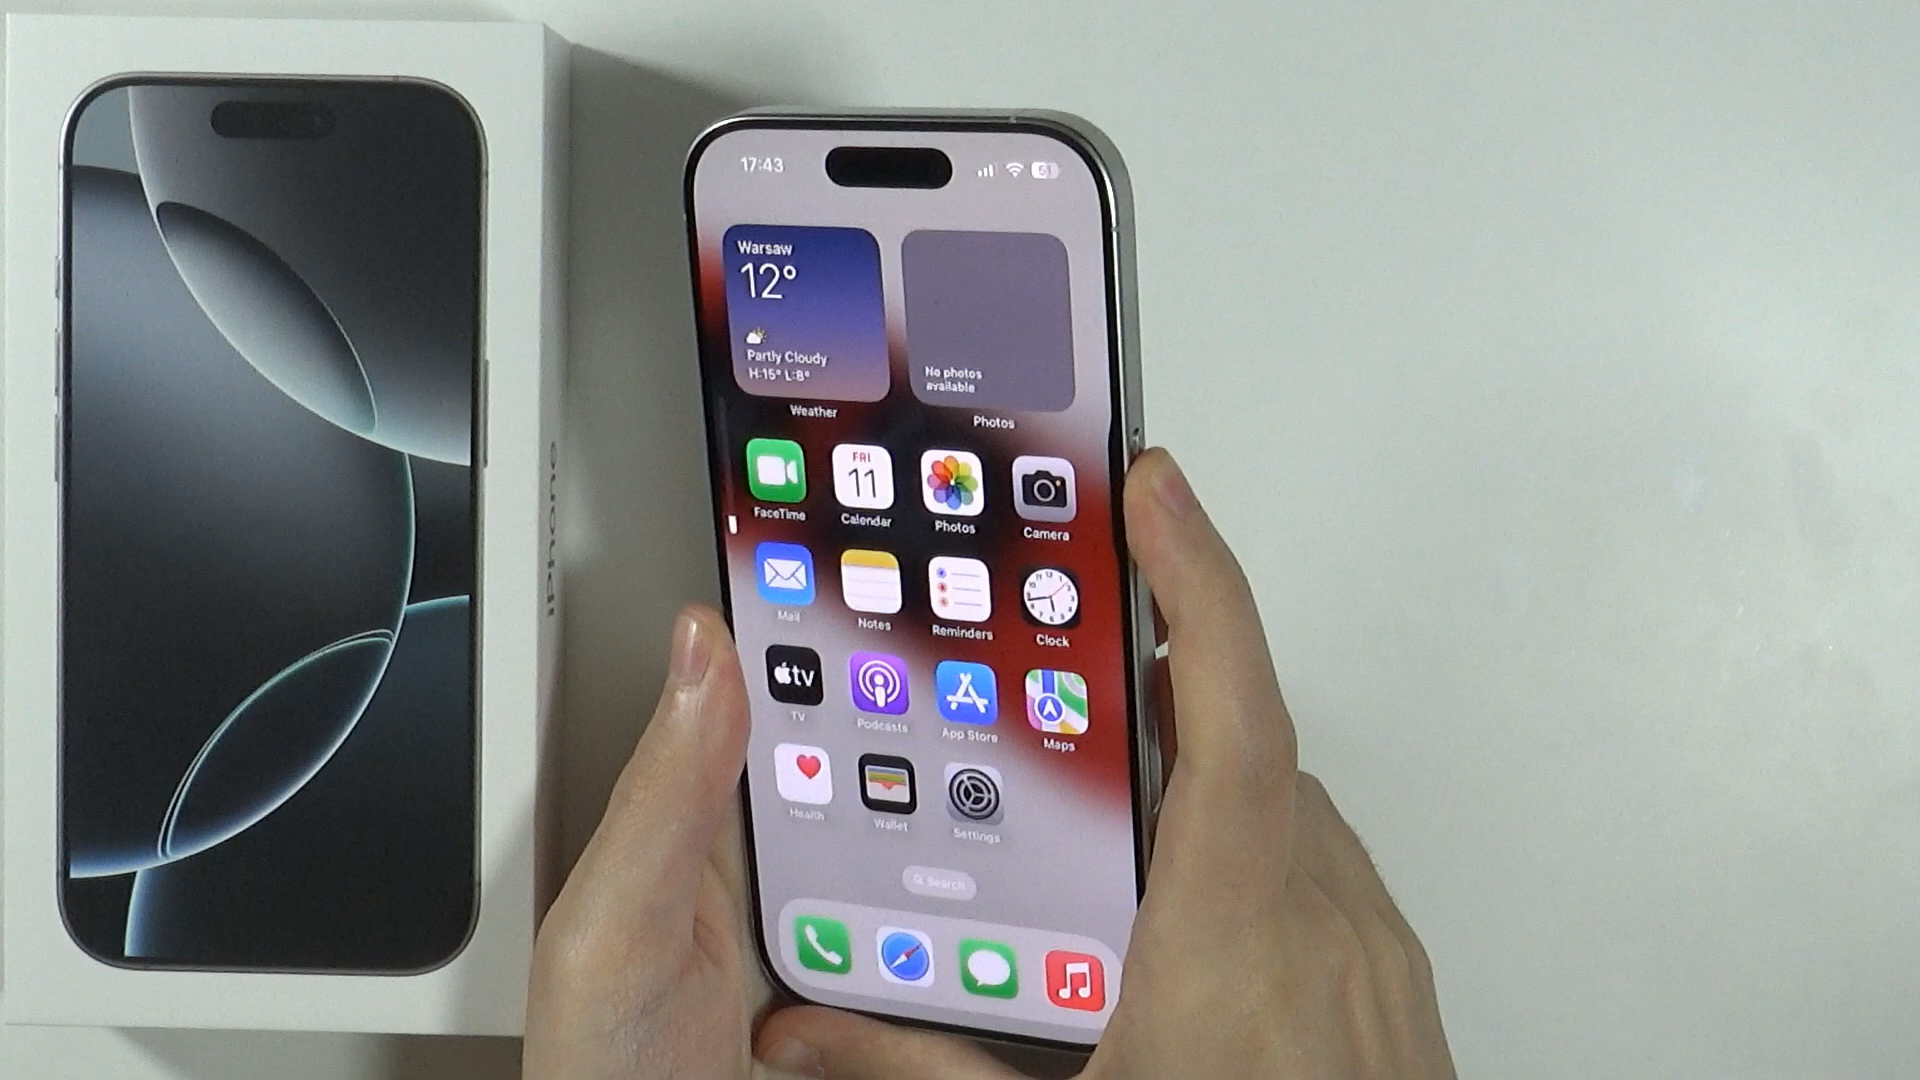 iPhone
17:43
51
Warsaw
12°
Partly Cloudy
H:15° L:8°
Weather
No photos
available
Photos
FaceTime
FRI
11
Calendar
Photos
Camera
Mail
Notes
Reminders
Clock
tv
TV
Podcasts
App Store
Maps
Health
Wallet
Settings
Search